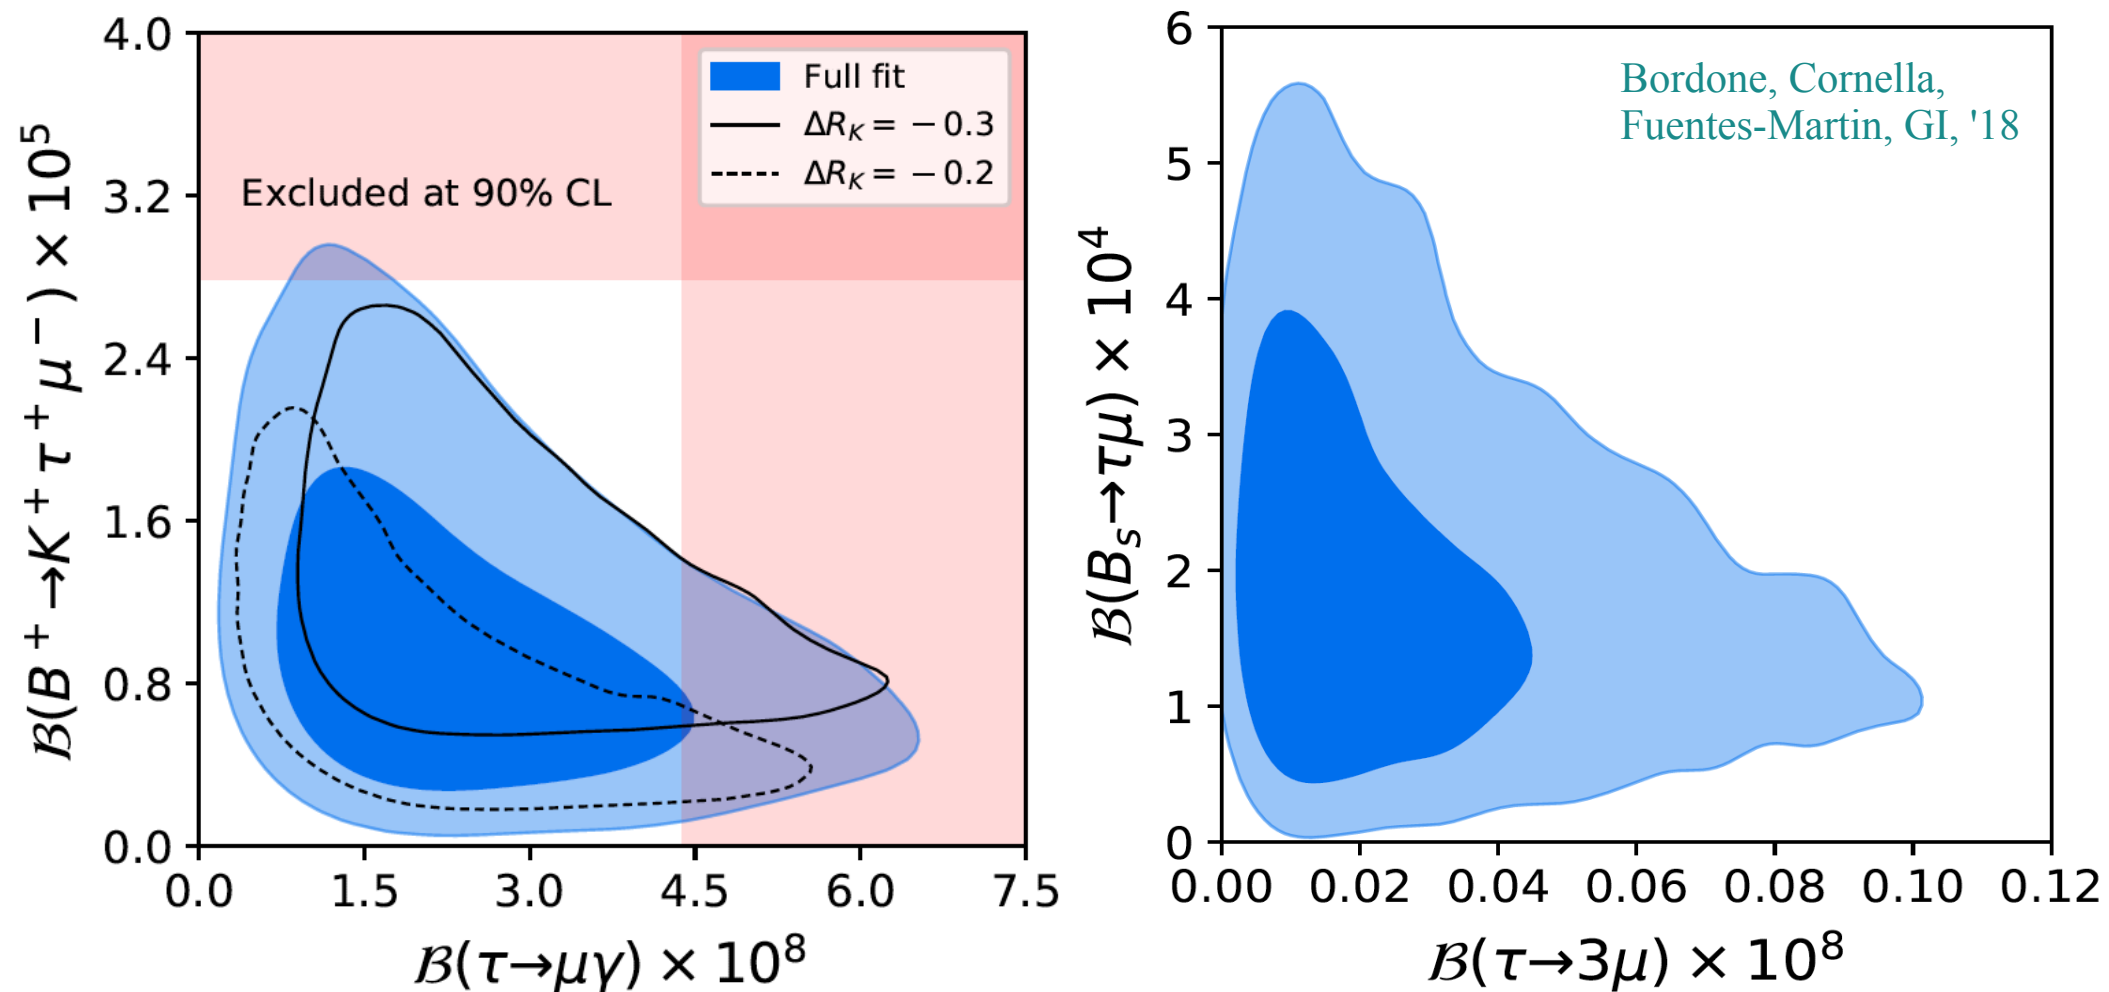 4.0
3.2
2.4
1.6
0.8
0.0
0.0 1.5 3.0 4.5 6.0 7.5
ℬ(B⁺→K⁺τ⁺μ⁻) × 10⁵
ℬ(τ→μγ) × 10⁸
Excluded at 90% CL
Full fit
ΔR_K = −0.3
ΔR_K = −0.2
6
5
4
3
2
1
0
0.00 0.02 0.04 0.06 0.08 0.10 0.12
ℬ(B_s→τμ) × 10⁴
ℬ(τ→3μ) × 10⁸
Bordone, Cornella,
Fuentes-Martin, GI, '18